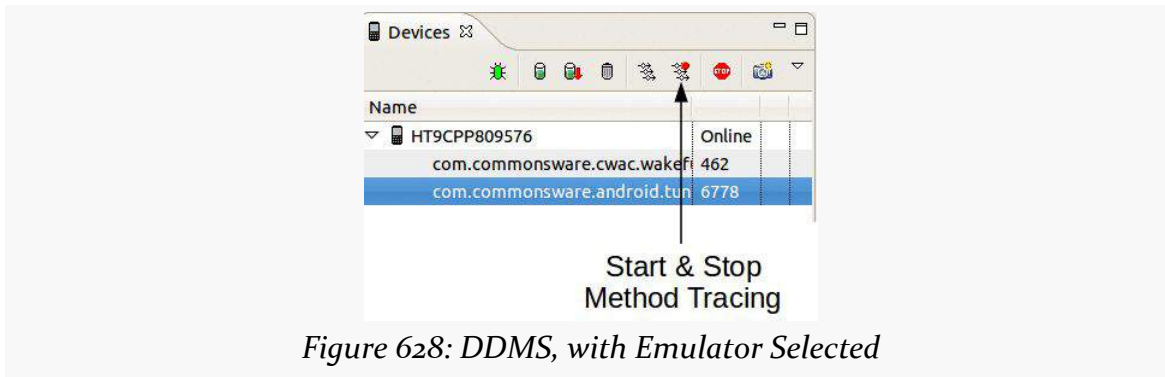 Devices
STOP
Name
HT9CPP809576 Online
com.commonsware.cwac.wakef 462
com.commonsware.android.tun 6778
Start & Stop
Method Tracing
Figure 628: DDMS, with Emulator Selected